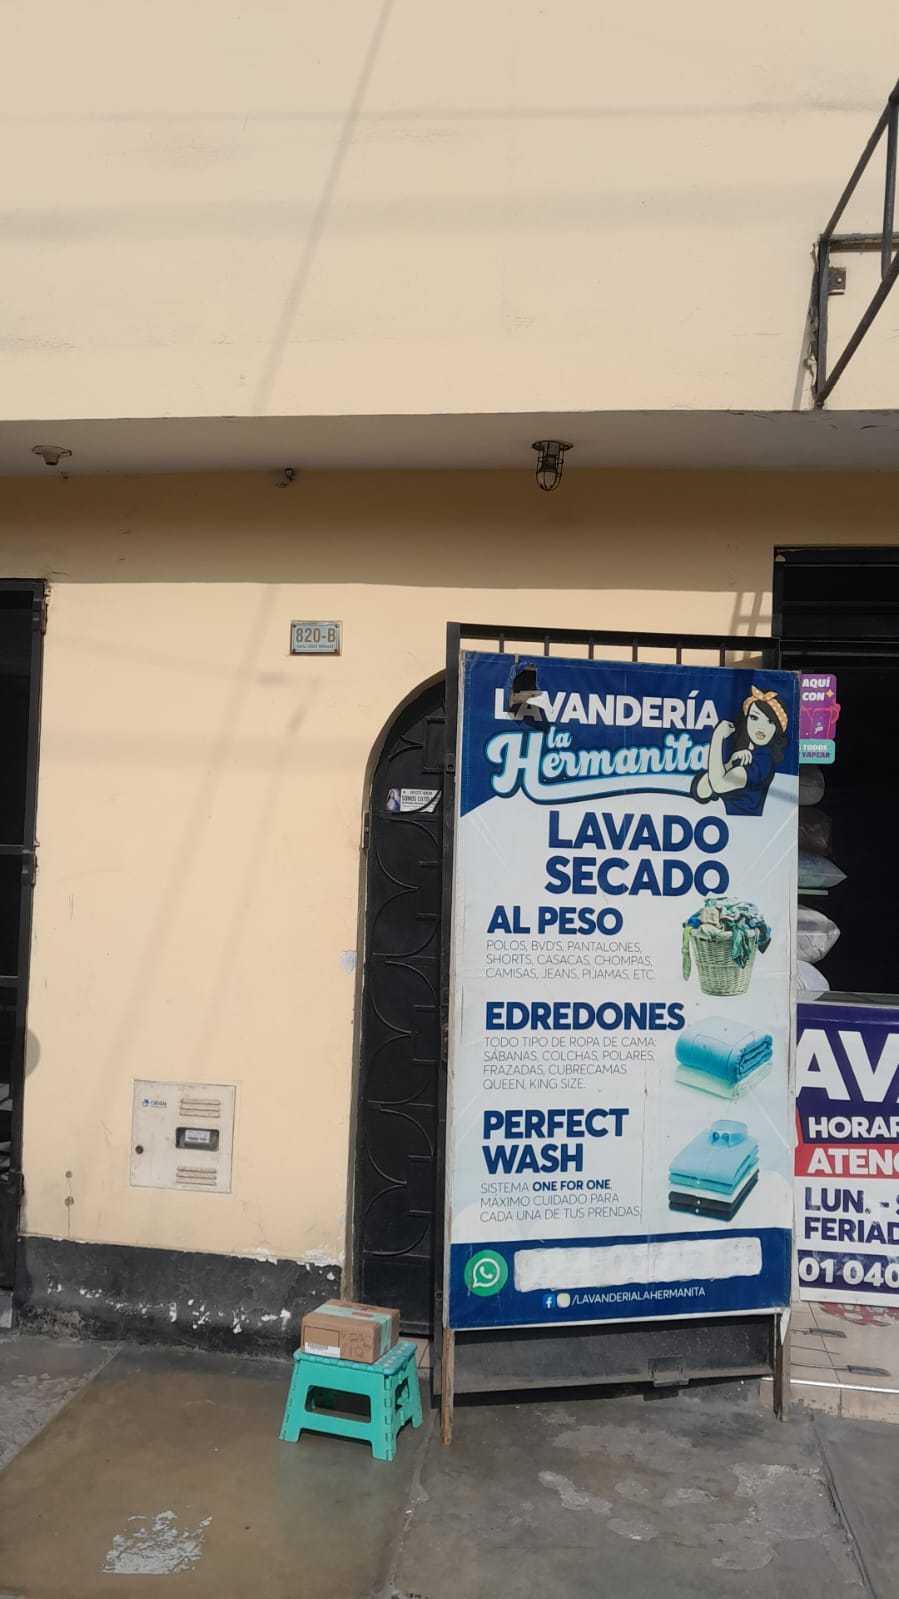 820-B
AQUÍ
CON
LAVANDERÍA
la
Hermanita
LAVADO
SECADO
AL PESO
POLOS, BVD'S, PANTALONES,
SHORTS, CASACAS, CHOMPAS,
CAMISAS, JEANS, PIJAMAS, ETC.
EDREDONES
TODO TIPO DE ROPA DE CAMA:
SÁBANAS, COLCHAS, POLARES,
FRAZADAS, CUBRECAMAS
QUEEN, KING SIZE.
PERFECT
WASH
SISTEMA ONE FOR ONE.
MÁXIMO CUIDADO PARA
CADA UNA DE TUS PRENDAS.
/LAVANDERIALAHERMANITA
AV
HORAR
ATENC
LUN. - S
FERIAD
01 040